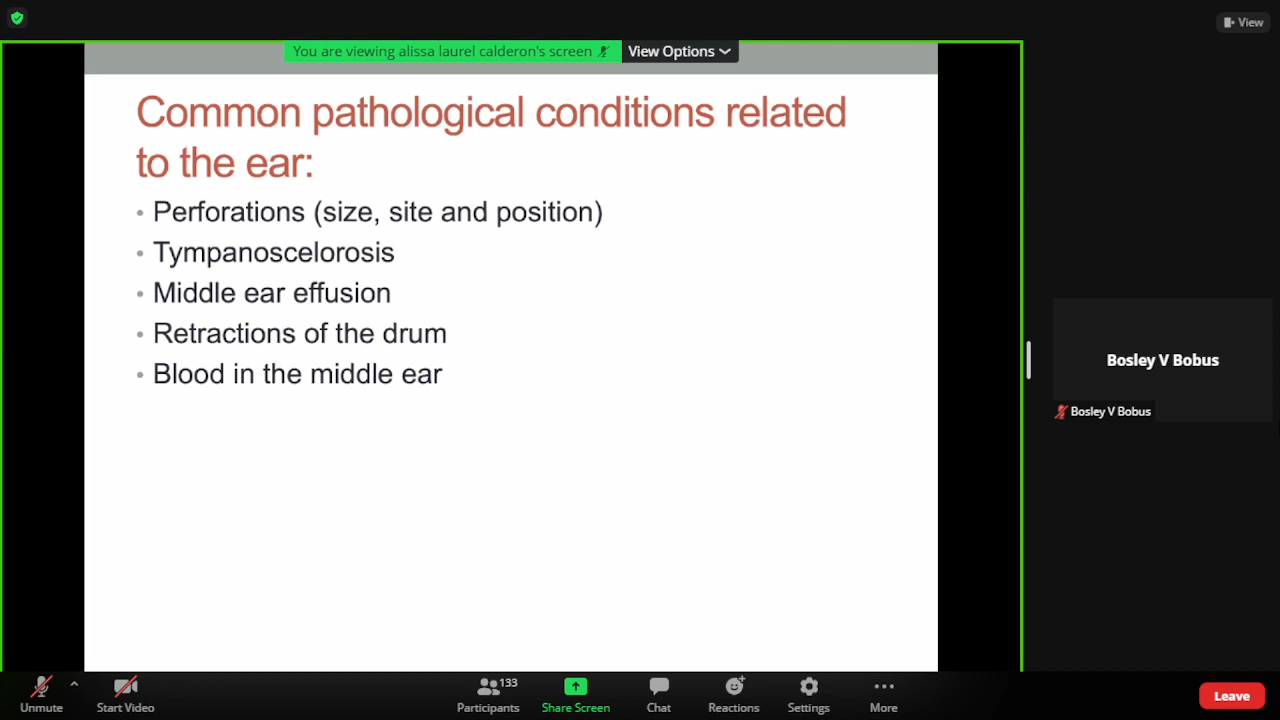 View
You are viewing alissa laurel calderon's screen
View Options
Common pathological conditions related
to the ear:
• Perforations (size, site and position)
• Tympanoscelorosis
• Middle ear effusion
• Retractions of the drum
• Blood in the middle ear
Bosley V Bobus
Bosley V Bobus
Unmute
Start Video
Participants
133
Share Screen
Chat
Reactions
Settings
More
Leave